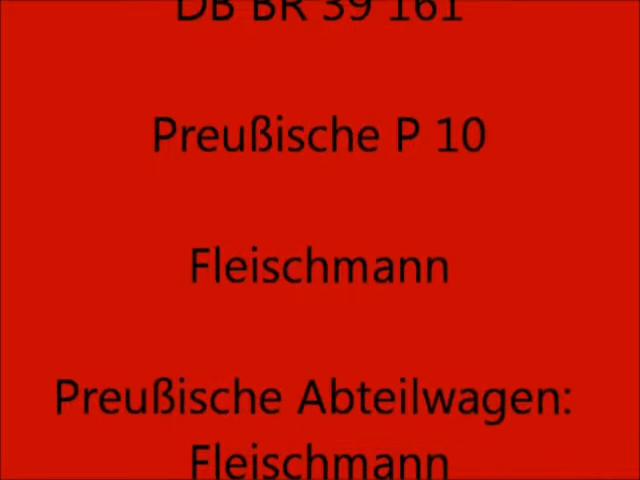 DB BR 39 161
Preußische P 10
Fleischmann
Preußische Abteilwagen:
Fleischmann